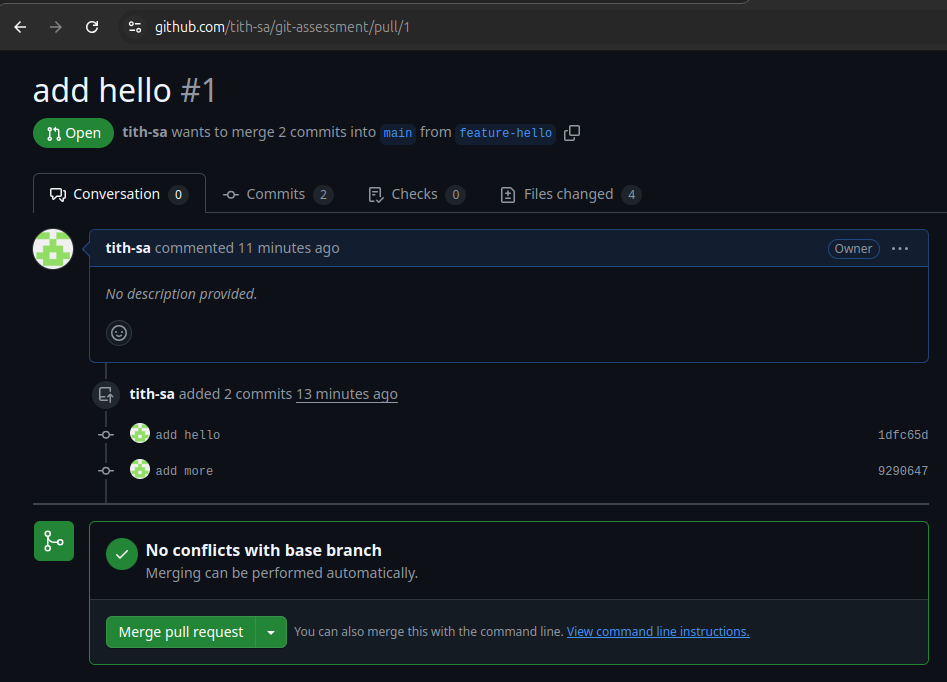 github.com/tith-sa/git-assessment/pull/1
add hello #1
Open tith-sa wants to merge 2 commits into main from feature-hello
Conversation 0 Commits 2 Checks 0 Files changed 4
tith-sa commented 11 minutes ago Owner
No description provided.
tith-sa added 2 commits 13 minutes ago
add hello 1dfc65d
add more 9290647
No conflicts with base branch
Merging can be performed automatically.
Merge pull request You can also merge this with the command line. View command line instructions.